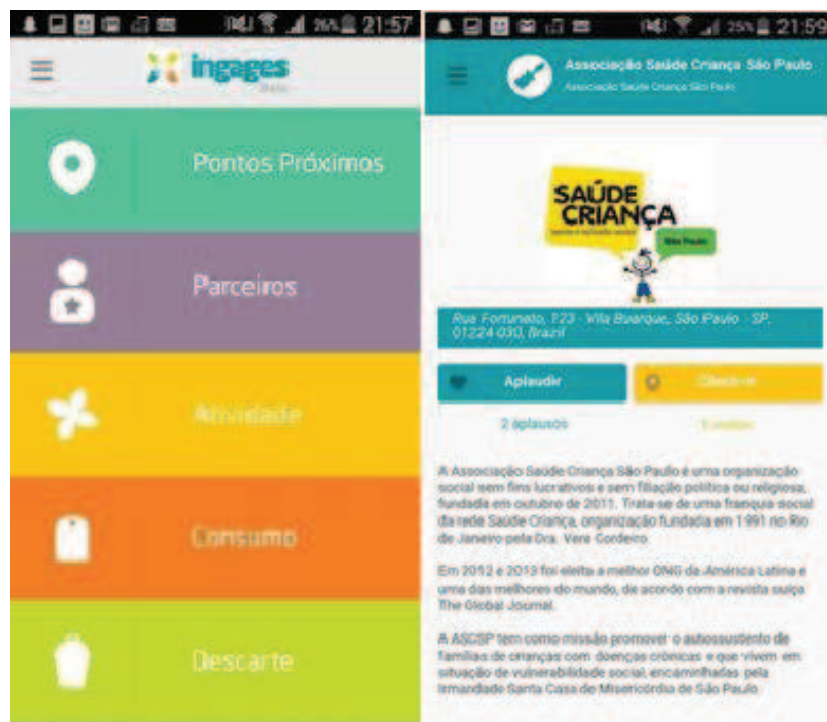 26% 21:57
ingages
Pontos Próximos
Parceiros
Atividade
Consumo
Descarte
25% 21:59
Associação Saúde Criança São Paulo
Associação Saúde Criança São Paulo
SAÚDE
CRIANÇA
São Paulo
Rua Fortunato, 123 - Vila Buarque, São Paulo - SP,
01224-030, Brazil
Aplaudir
Check-in
2 aplausos
A Associação Saúde Criança São Paulo é uma organização
social sem fins lucrativos e sem filiação política ou religiosa,
fundada em outubro de 2011. Trata-se de uma franquia social
da rede Saúde Criança, organização fundada em 1991 no Rio
de Janeiro pela Dra. Vera Cordeiro.
Em 2012 e 2013 foi eleita a melhor ONG da América Latina e
uma das melhores do mundo, de acordo com a revista suíça
The Global Journal.
A ASCSP tem como missão promover o autossustento de
famílias de crianças com doenças crônicas e que vivem em
situação de vulnerabilidade social, encaminhadas pela
Irmandade Santa Casa de Misericórdia de São Paulo.